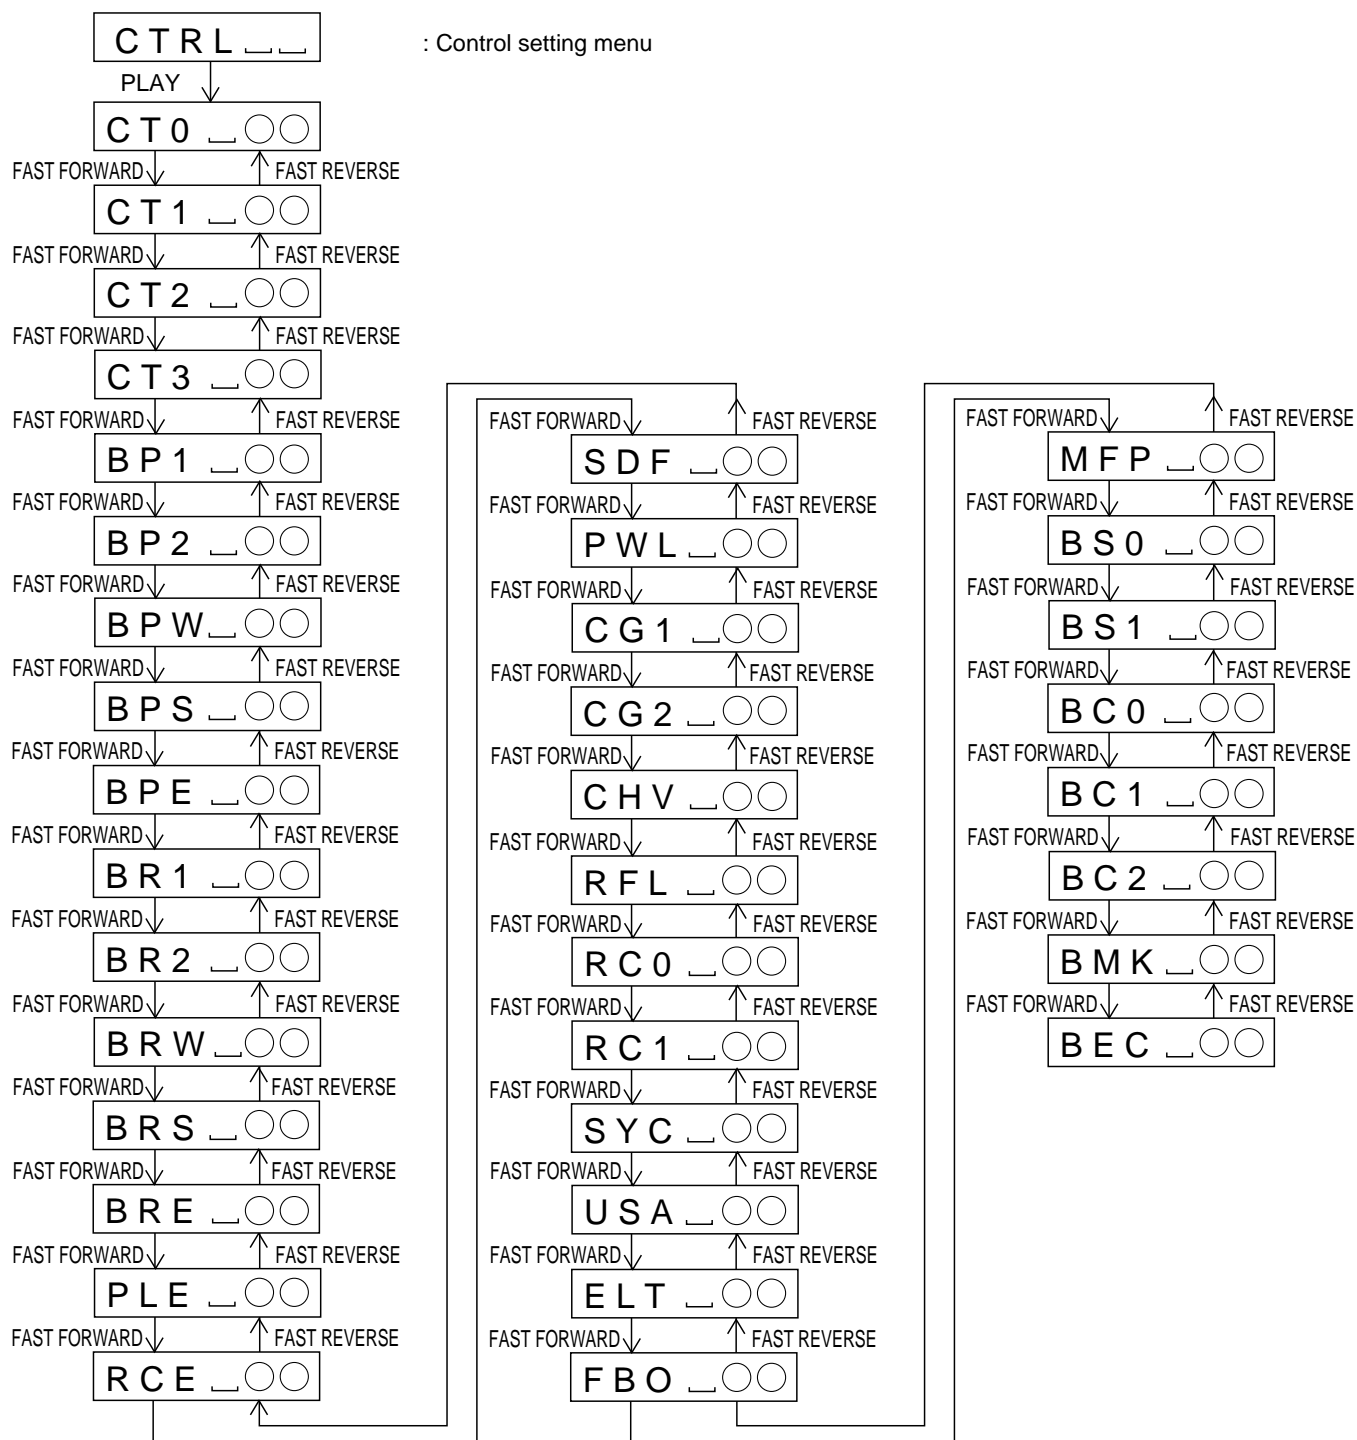 CTRL␣␣ : Control setting menu
PLAY
CT0 ␣○○
FAST FORWARD FAST REVERSE
CT1 ␣○○
FAST FORWARD FAST REVERSE
CT2 ␣○○
FAST FORWARD FAST REVERSE
CT3 ␣○○
FAST FORWARD FAST REVERSE
BP1 ␣○○
FAST FORWARD FAST REVERSE
BP2 ␣○○
FAST FORWARD FAST REVERSE
BPW␣○○
FAST FORWARD FAST REVERSE
BPS ␣○○
FAST FORWARD FAST REVERSE
BPE ␣○○
FAST FORWARD FAST REVERSE
BR1 ␣○○
FAST FORWARD FAST REVERSE
BR2 ␣○○
FAST FORWARD FAST REVERSE
BRW␣○○
FAST FORWARD FAST REVERSE
BRS ␣○○
FAST FORWARD FAST REVERSE
BRE ␣○○
FAST FORWARD FAST REVERSE
PLE ␣○○
FAST FORWARD FAST REVERSE
RCE ␣○○
FAST FORWARD FAST REVERSE
SDF ␣○○
FAST FORWARD FAST REVERSE
PWL␣○○
FAST FORWARD FAST REVERSE
CG1 ␣○○
FAST FORWARD FAST REVERSE
CG2 ␣○○
FAST FORWARD FAST REVERSE
CHV ␣○○
FAST FORWARD FAST REVERSE
RFL ␣○○
FAST FORWARD FAST REVERSE
RC0 ␣○○
FAST FORWARD FAST REVERSE
RC1 ␣○○
FAST FORWARD FAST REVERSE
SYC ␣○○
FAST FORWARD FAST REVERSE
USA ␣○○
FAST FORWARD FAST REVERSE
ELT ␣○○
FAST FORWARD FAST REVERSE
FBO ␣○○
FAST FORWARD FAST REVERSE
MFP ␣○○
FAST FORWARD FAST REVERSE
BS0 ␣○○
FAST FORWARD FAST REVERSE
BS1 ␣○○
FAST FORWARD FAST REVERSE
BC0 ␣○○
FAST FORWARD FAST REVERSE
BC1 ␣○○
FAST FORWARD FAST REVERSE
BC2 ␣○○
FAST FORWARD FAST REVERSE
BMK ␣○○
FAST FORWARD FAST REVERSE
BEC ␣○○